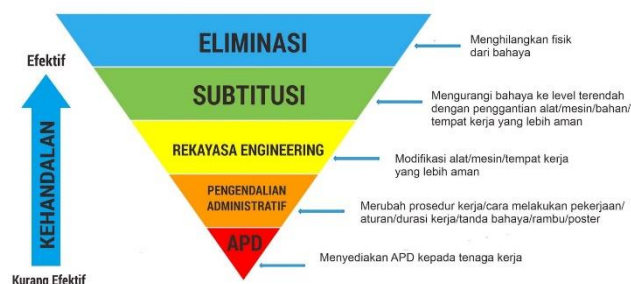 ELIMINASI
Menghilangkan fisik
dari bahaya
Efektif
SUBTITUSI
Mengurangi bahaya ke level terendah
dengan penggantian alat/mesin/bahan/
tempat kerja yang lebih aman
KEHANDALAN
REKAYASA ENGINEERING
Modifikasi alat/mesin/tempat kerja
yang lebih aman
PENGENDALIAN
ADMINISTRATIF
Merubah prosedur kerja/cara melakukan pekerjaan/
aturan/durasi kerja/tanda bahaya/rambu/poster
APD
Menyediakan APD kepada tenaga kerja
Kurang Efektif